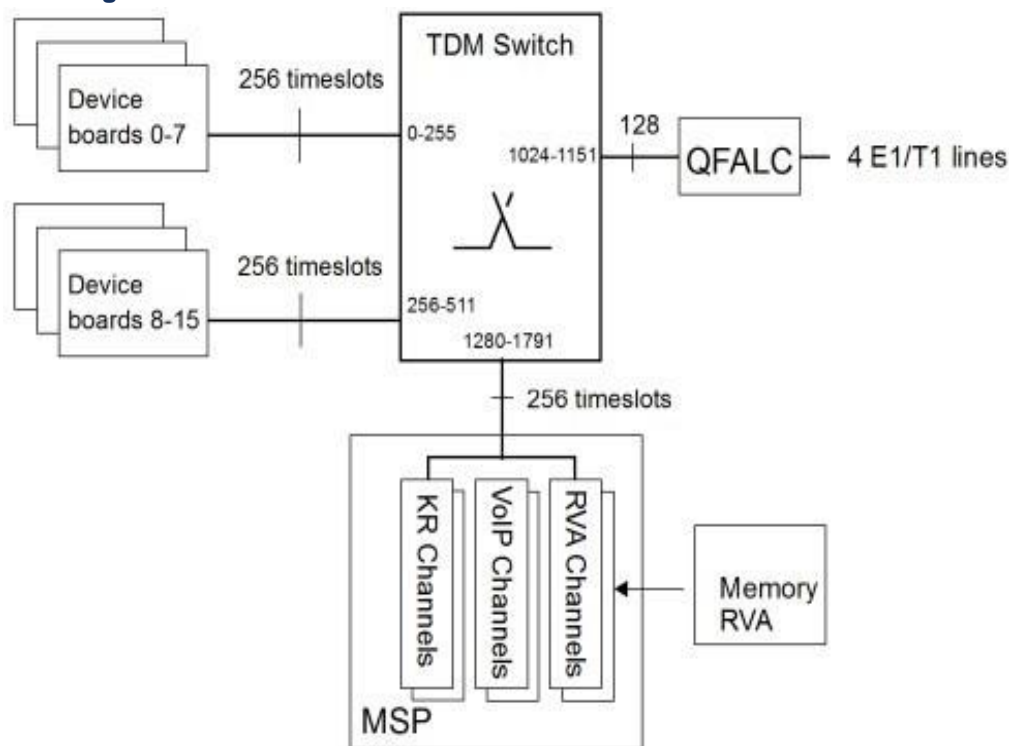 TDM Switch
256 timeslots
Device
boards 0-7
0-255
128
1024-1151
QFALC
4 E1/T1 lines
256 timeslots
Device
boards 8-15
256-511
1280-1791
256 timeslots
KR Channels
VoIP Channels
RVA Channels
Memory
RVA
MSP